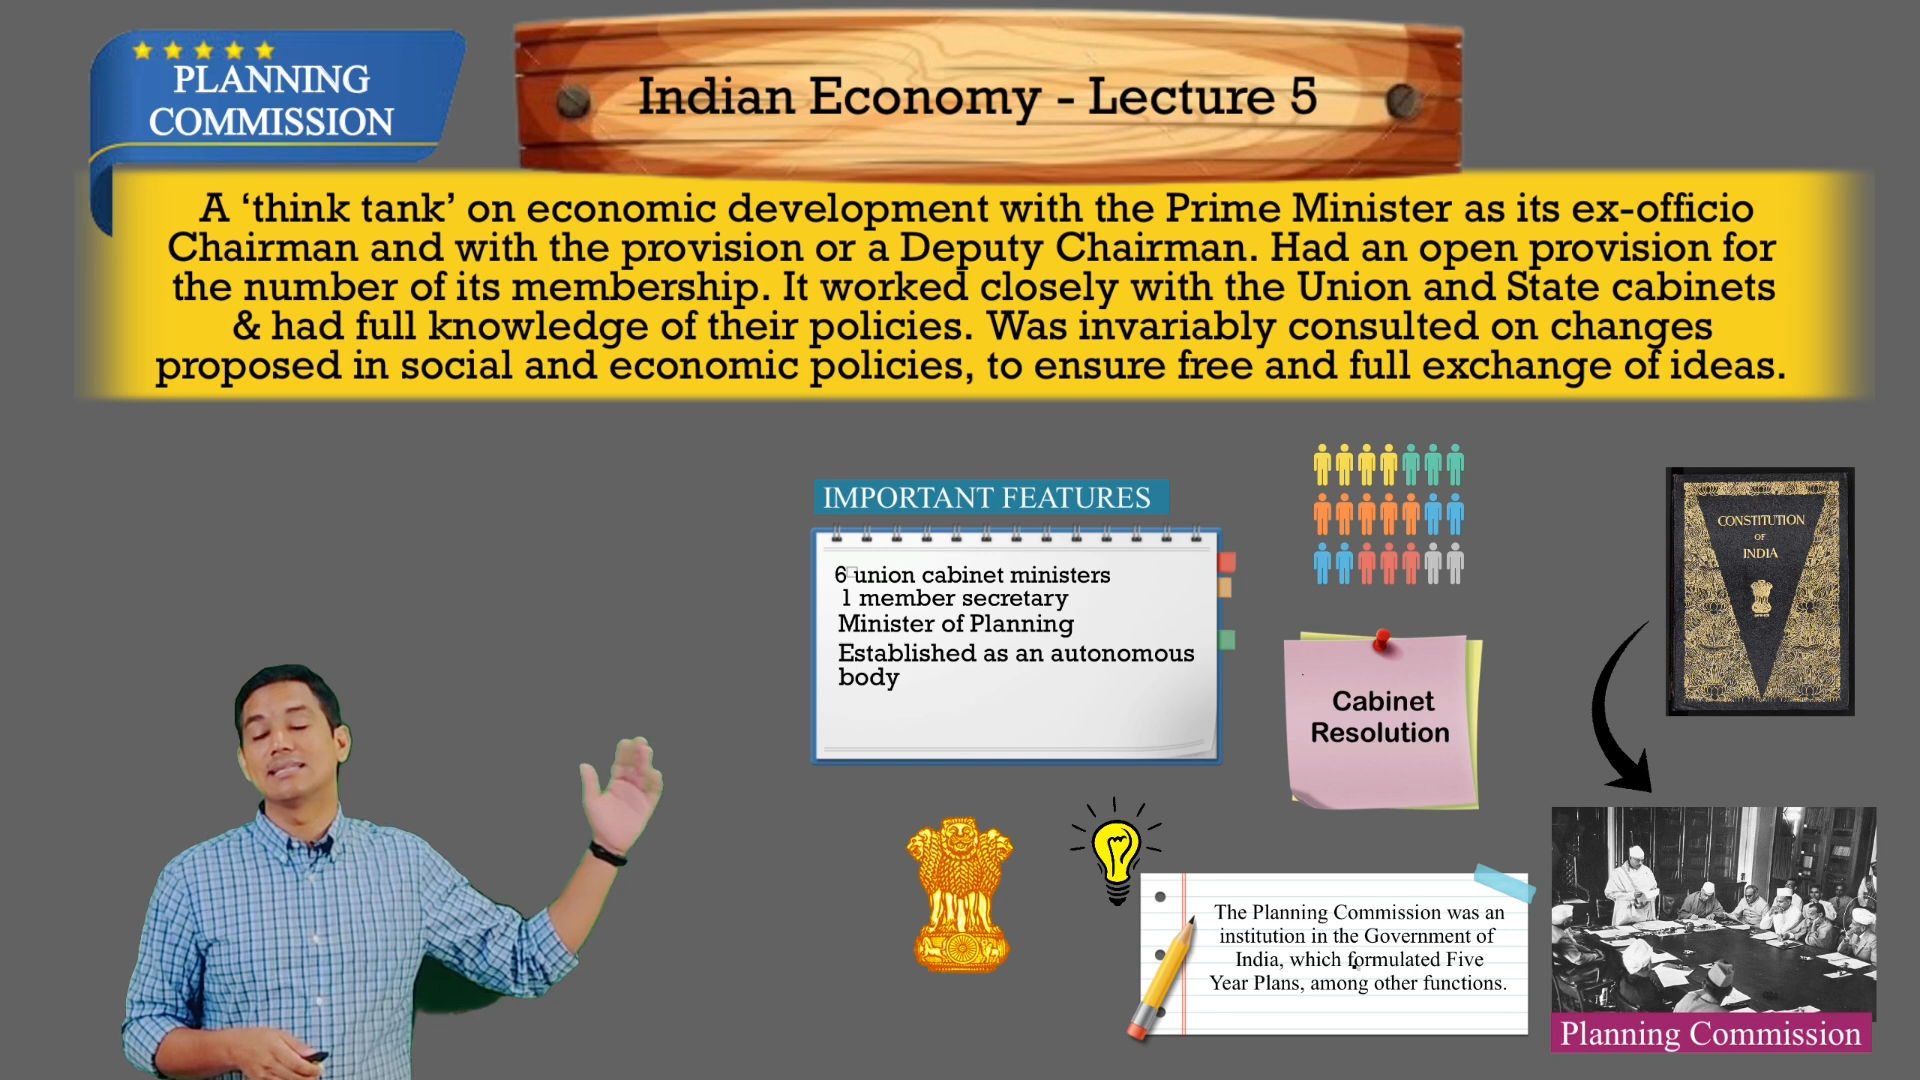 PLANNING
COMMISSION
Indian Economy - Lecture 5
A ‘think tank’ on economic development with the Prime Minister as its ex-officio
Chairman and with the provision or a Deputy Chairman. Had an open provision for
the number of its membership. It worked closely with the Union and State cabinets
& had full knowledge of their policies. Was invariably consulted on changes
proposed in social and economic policies, to ensure free and full exchange of ideas.
IMPORTANT FEATURES
6 union cabinet ministers
1 member secretary
Minister of Planning
Established as an autonomous
body
Cabinet
Resolution
CONSTITUTION
OF
INDIA
The Planning Commission was an
institution in the Government of
India, which formulated Five
Year Plans, among other functions.
Planning Commission